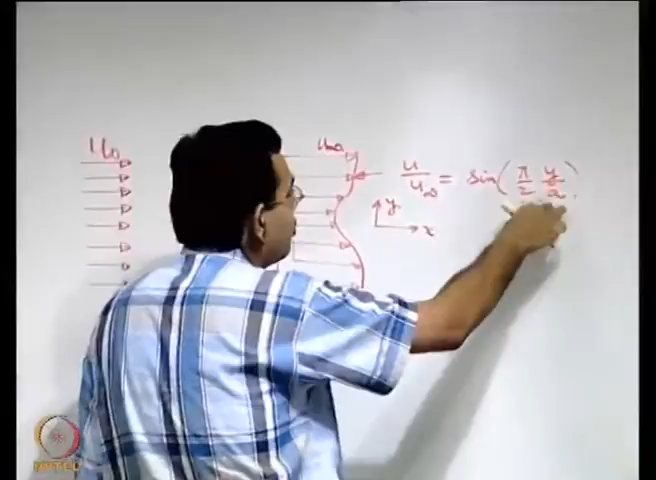 u∞
u∞
u/u∞ = sin(π/2 y/a)
y
x
NPTEL